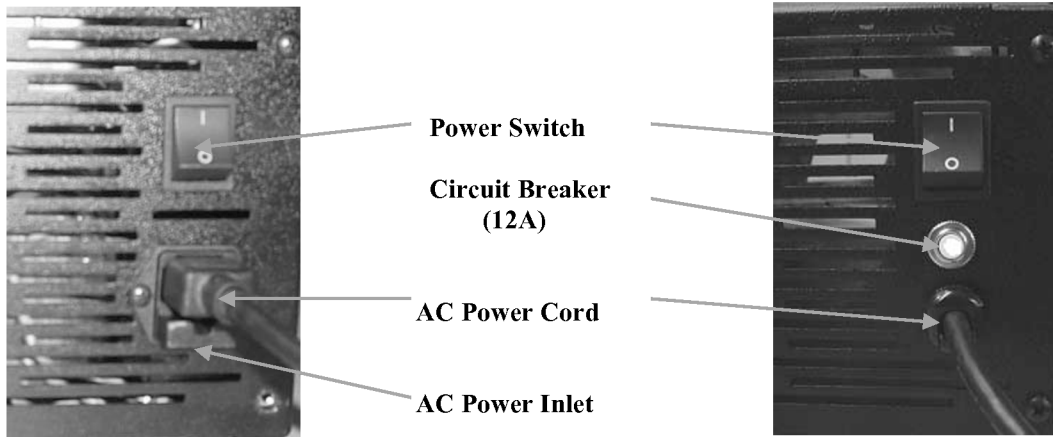 Power Switch
Circuit Breaker
(12A)
AC Power Cord
AC Power Inlet